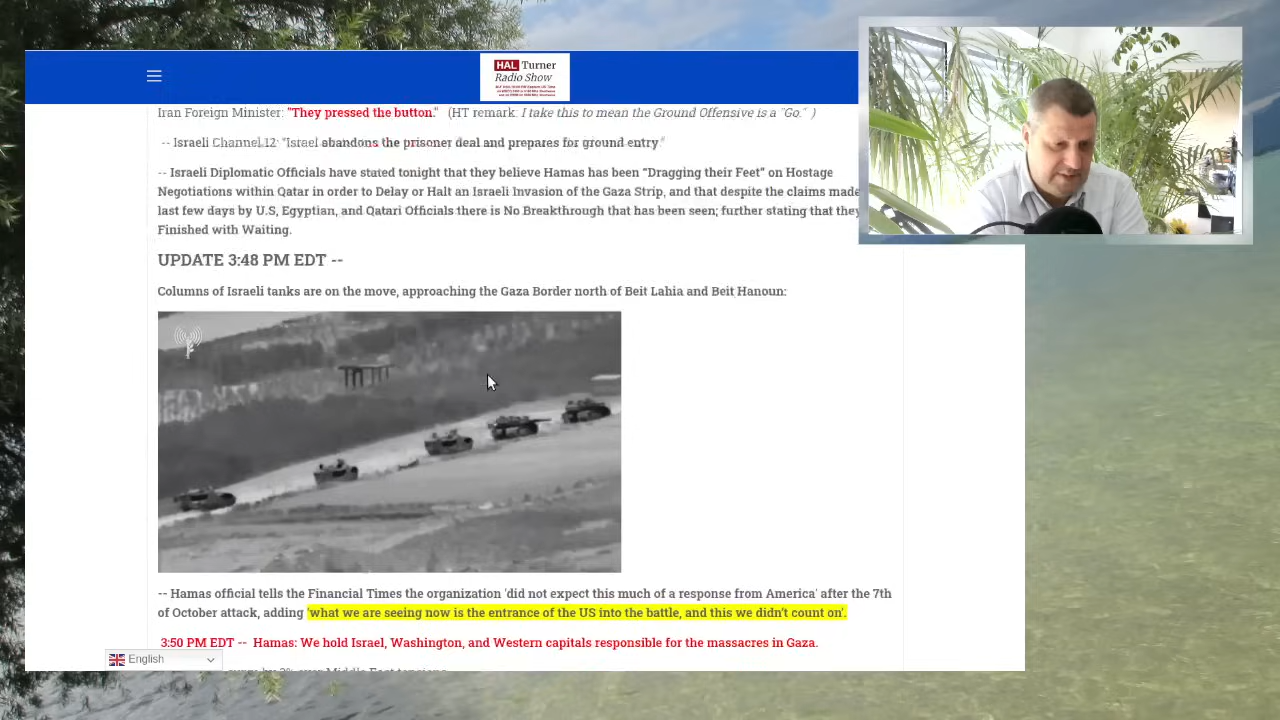 HAL Turner
Radio Show
Iran Foreign Minister: "They pressed the button." (HT remark: I take this to mean the Ground Offensive is a "Go." )
-- Israeli Channel 12: "Israel abandons the prisoner deal and prepares for ground entry."
-- Israeli Diplomatic Officials have stated tonight that they believe Hamas has been “Dragging their Feet” on Hostage
Negotiations within Qatar in order to Delay or Halt an Israeli Invasion of the Gaza Strip, and that despite the claims made
last few days by U.S, Egyptian, and Qatari Officials there is No Breakthrough that has been seen; further stating that they
Finished with Waiting.
UPDATE 3:48 PM EDT --
Columns of Israeli tanks are on the move, approaching the Gaza Border north of Beit Lahia and Beit Hanoun:
-- Hamas official tells the Financial Times the organization 'did not expect this much of a response from America' after the 7th
of October attack, adding 'what we are seeing now is the entrance of the US into the battle, and this we didn’t count on'.
3:50 PM EDT -- Hamas: We hold Israel, Washington, and Western capitals responsible for the massacres in Gaza.
English
over Middle East tensions